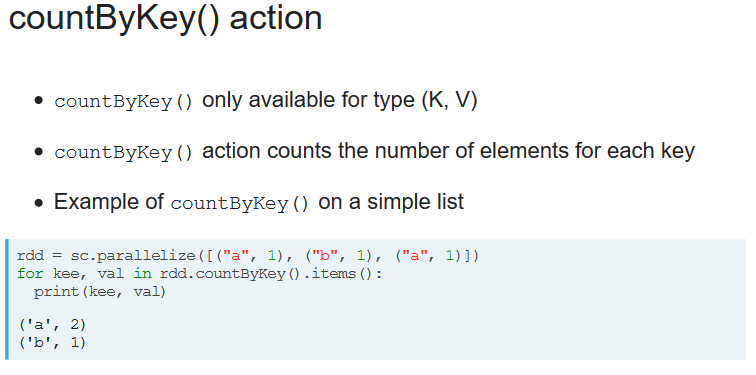 countByKey() action
• countByKey() only available for type (K, V)
• countByKey() action counts the number of elements for each key
• Example of countByKey() on a simple list
rdd = sc.parallelize([("a", 1), ("b", 1), ("a", 1)])
for kee, val in rdd.countByKey().items():
  print(kee, val)
('a', 2)
('b', 1)